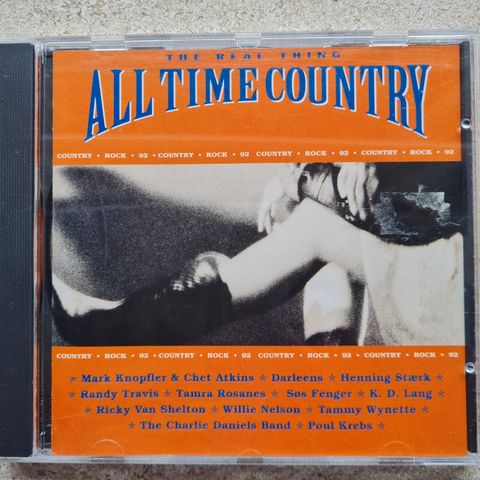 THE REAL THING
ALL TIME COUNTRY
COUNTRY • ROCK • 92 • COUNTRY • ROCK • 92 COUNTRY • ROCK • 92 • COUNTRY • ROCK • 92
COUNTRY • ROCK • 92 • COUNTRY • ROCK • 92 COUNTRY • ROCK • 92 • COUNTRY • ROCK • 92
★ Mark Knopfler & Chet Atkins ★ Darleens ★ Henning Stærk ★
★ Randy Travis ★ Tamra Rosanes ★ Søs Fenger ★ K. D. Lang ★
★ Ricky Van Shelton ★ Willie Nelson ★ Tammy Wynette ★
★ The Charlie Daniels Band ★ Poul Krebs ★